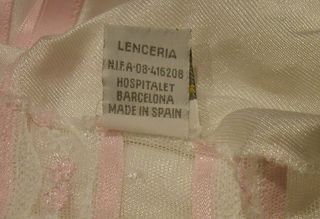 LENCERIA
N.I.F.A-08-416208
HOSPITALET
BARCELONA
MADE IN SPAIN